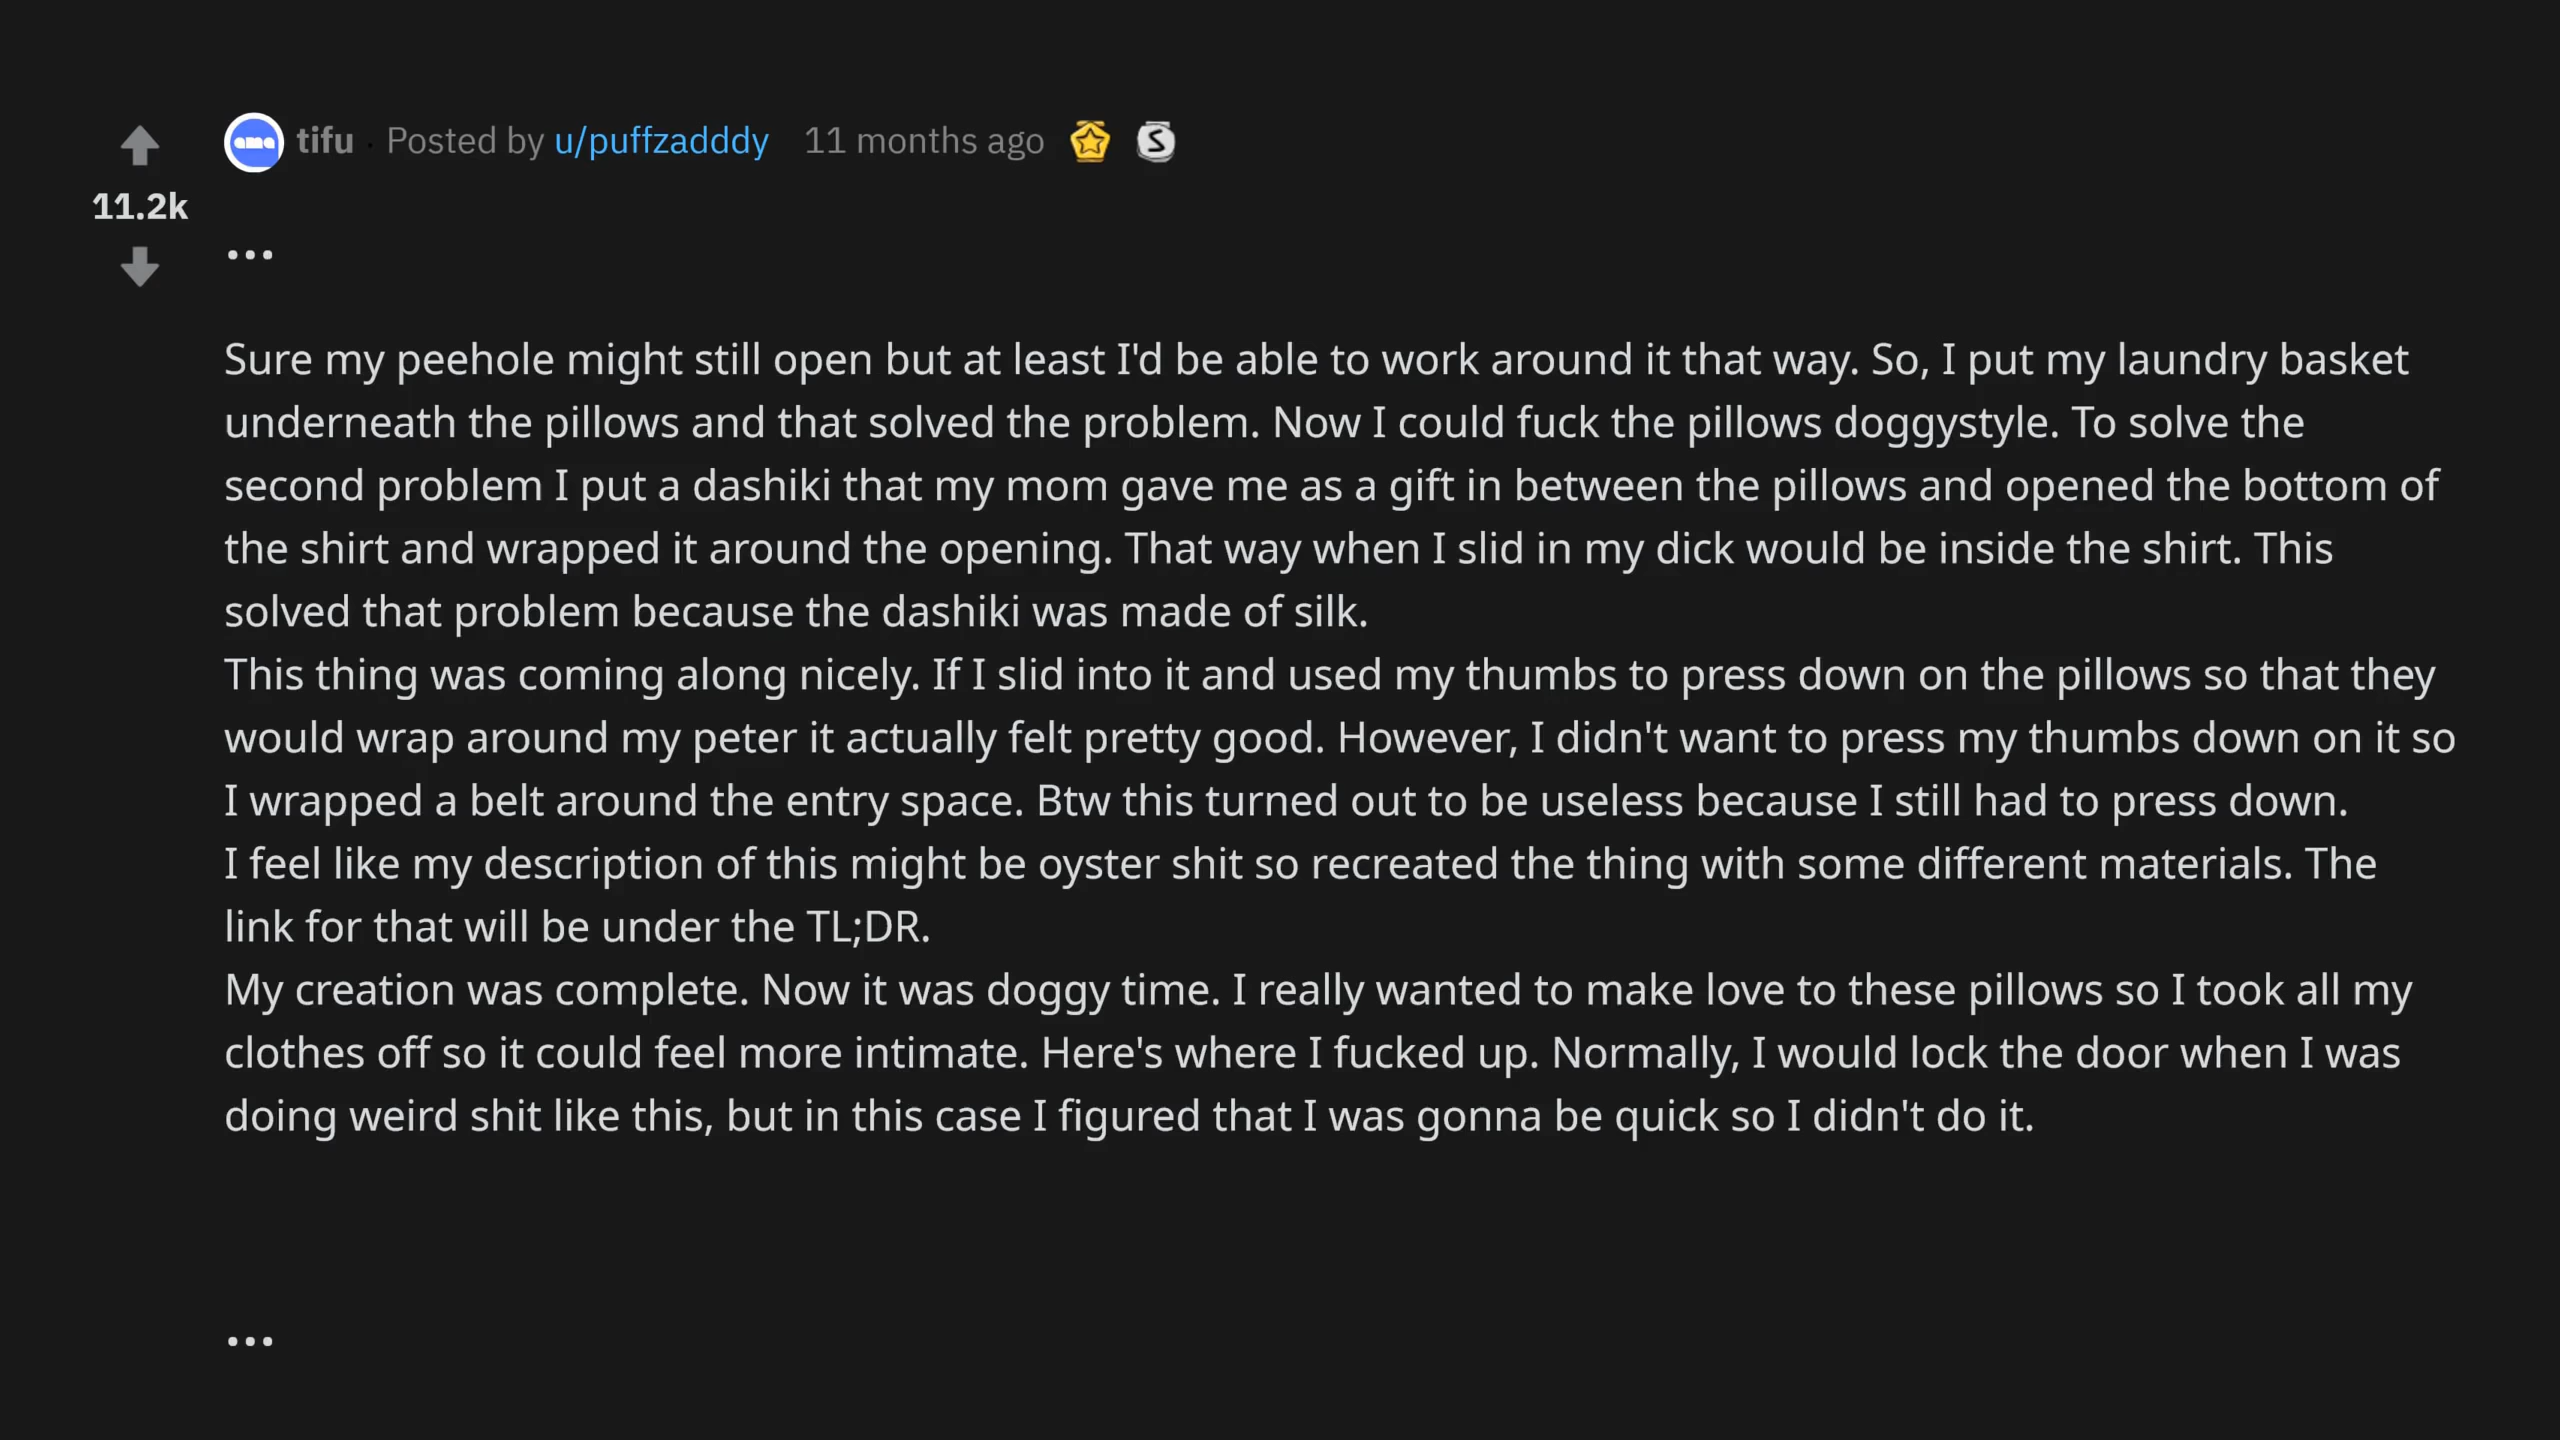 ama tifu · Posted by u/puffzadddy 11 months ago S
11.2k
...
Sure my peehole might still open but at least I'd be able to work around it that way. So, I put my laundry basket
underneath the pillows and that solved the problem. Now I could fuck the pillows doggystyle. To solve the
second problem I put a dashiki that my mom gave me as a gift in between the pillows and opened the bottom of
the shirt and wrapped it around the opening. That way when I slid in my dick would be inside the shirt. This
solved that problem because the dashiki was made of silk.
This thing was coming along nicely. If I slid into it and used my thumbs to press down on the pillows so that they
would wrap around my peter it actually felt pretty good. However, I didn't want to press my thumbs down on it so
I wrapped a belt around the entry space. Btw this turned out to be useless because I still had to press down.
I feel like my description of this might be oyster shit so recreated the thing with some different materials. The
link for that will be under the TL;DR.
My creation was complete. Now it was doggy time. I really wanted to make love to these pillows so I took all my
clothes off so it could feel more intimate. Here's where I fucked up. Normally, I would lock the door when I was
doing weird shit like this, but in this case I figured that I was gonna be quick so I didn't do it.
...